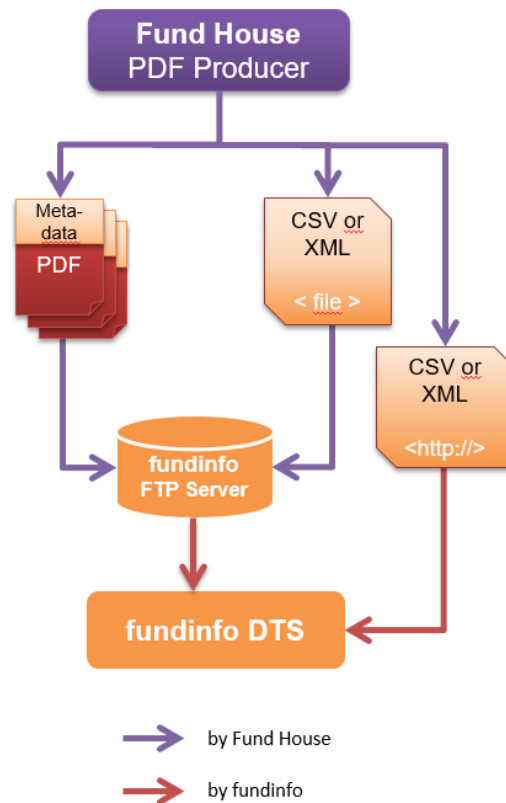 Fund House
PDF Producer
Meta-
data
PDF
CSV or
XML
< file >
CSV or
XML
<http://>
fundinfo
FTP Server
fundinfo DTS
by Fund House
by fundinfo